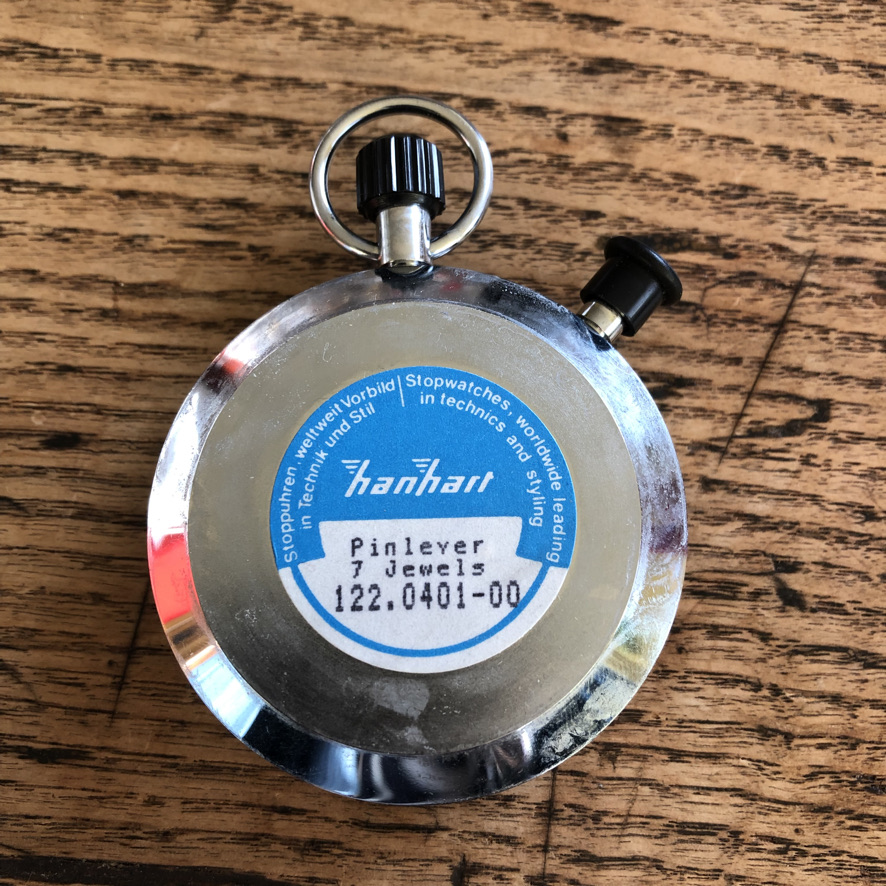 Stoppuhren, weltweit Vorbild
in Technik und Stil
Stopwatches, worldwide leading
in technics and styling
hanhart
Pinlever
7 Jewels
122.0401-00